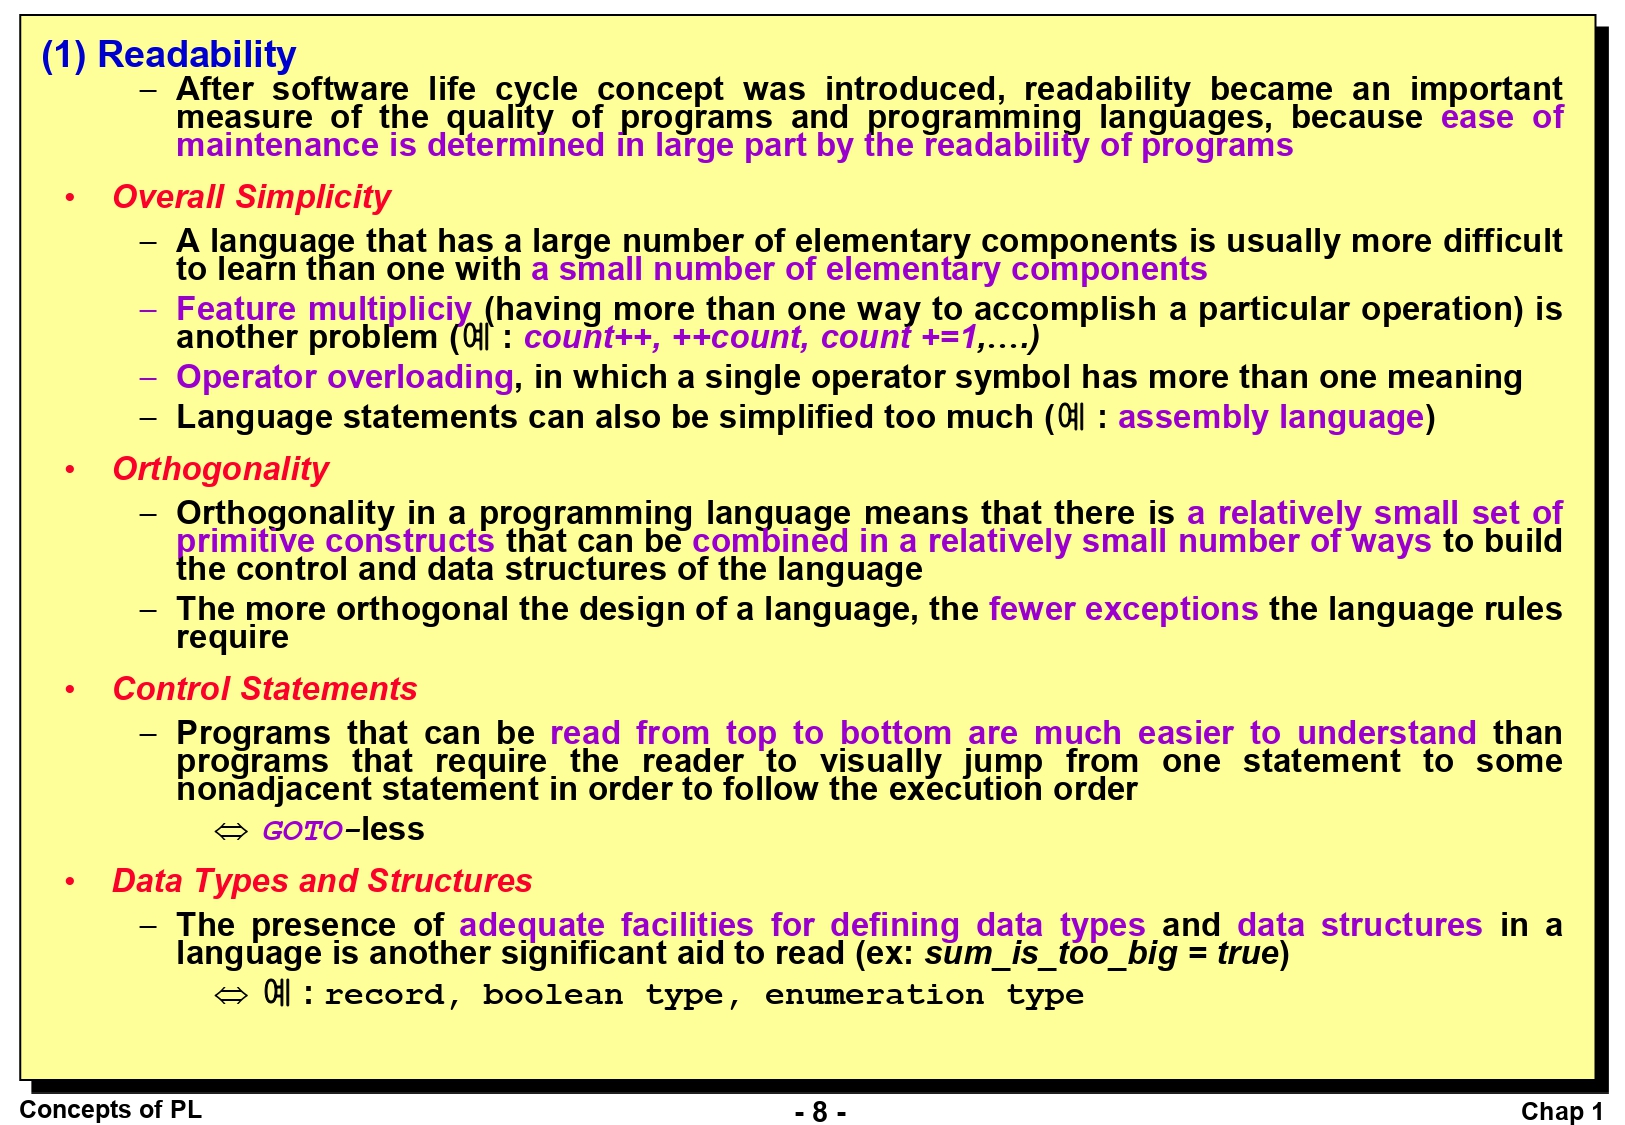 (1) Readability
– After software life cycle concept was introduced, readability became an important
measure of the quality of programs and programming languages, because ease of
maintenance is determined in large part by the readability of programs
• Overall Simplicity
– A language that has a large number of elementary components is usually more difficult
to learn than one with a small number of elementary components
– Feature multipliciy (having more than one way to accomplish a particular operation) is
another problem (예 : count++, ++count, count +=1,….)
– Operator overloading, in which a single operator symbol has more than one meaning
– Language statements can also be simplified too much (예 : assembly language)
• Orthogonality
– Orthogonality in a programming language means that there is a relatively small set of
primitive constructs that can be combined in a relatively small number of ways to build
the control and data structures of the language
– The more orthogonal the design of a language, the fewer exceptions the language rules
require
• Control Statements
– Programs that can be read from top to bottom are much easier to understand than
programs that require the reader to visually jump from one statement to some
nonadjacent statement in order to follow the execution order
⇔ GOTO-less
• Data Types and Structures
– The presence of adequate facilities for defining data types and data structures in a
language is another significant aid to read (ex: sum_is_too_big = true)
⇔ 예 : record, boolean type, enumeration type
Concepts of PL
- 8 -
Chap 1